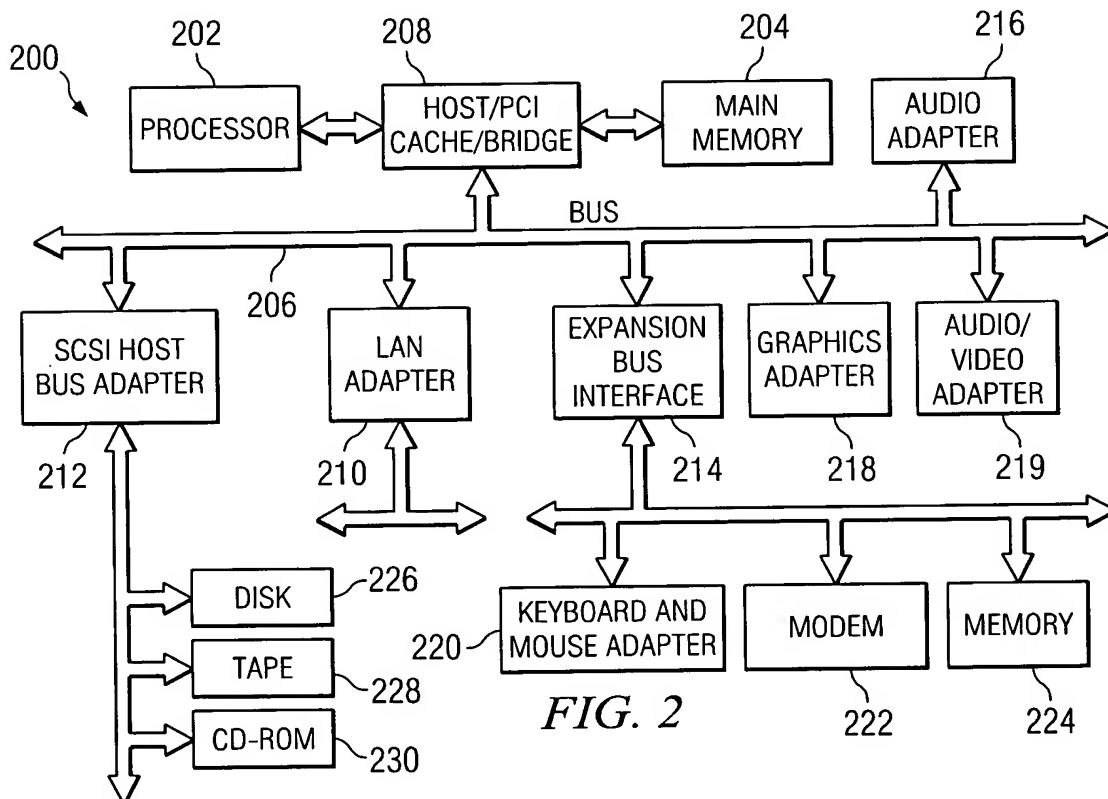 200
202
208
204
216
PROCESSOR
HOST/PCI
CACHE/BRIDGE
MAIN
MEMORY
AUDIO
ADAPTER
BUS
206
SCSI HOST
BUS ADAPTER
LAN
ADAPTER
EXPANSION
BUS
INTERFACE
GRAPHICS
ADAPTER
AUDIO/
VIDEO
ADAPTER
212
210
214
218
219
DISK
226
TAPE
228
CD-ROM
230
220
KEYBOARD AND
MOUSE ADAPTER
MODEM
MEMORY
222
224
FIG. 2